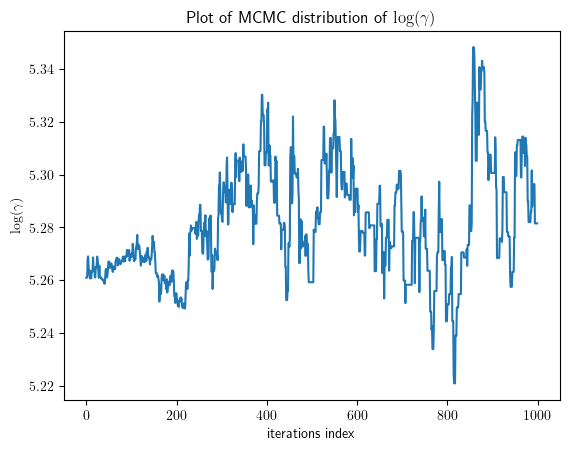 Plot of MCMC distribution of log(γ)
log(γ)
5.34
5.32
5.30
5.28
5.26
5.24
5.22
0 200 400 600 800 1000
iterations index